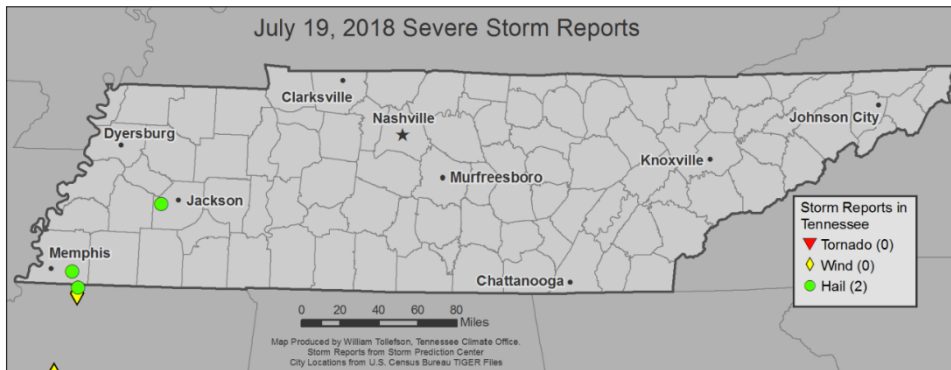 July 19, 2018 Severe Storm Reports
Clarksville
Nashville
Johnson City
Dyersburg
Knoxville
Murfreesboro
Jackson
Storm Reports in
Tennessee
Tornado (0)
Wind (0)
Hail (2)
Memphis
Chattanooga
0 20 40 60 80
Miles
Map Produced by William Tollefson, Tennessee Climate Office.
Storm Reports from Storm Prediction Center
City Locations from U.S. Census Bureau TIGER Files